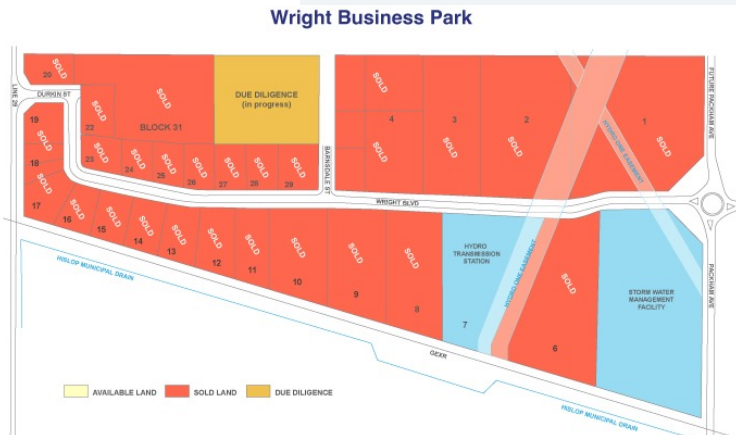 Wright Business Park
LINE 29
20
SOLD
DURKIN ST
SOLD
22
SOLD
BLOCK 31
DUE DILIGENCE
(in progress)
SOLD
4
SOLD
3
SOLD
2
SOLD
HYDRO ONE EASEMENT
1
SOLD
FUTURE PACKHAM AVE
19
SOLD
18
SOLD
17
SOLD
23
SOLD
24
SOLD
25
SOLD
26
SOLD
27
SOLD
28
SOLD
29
SOLD
BARNSDALE ST
WRIGHT BLVD
16
SOLD
15
SOLD
14
SOLD
13
SOLD
12
SOLD
11
SOLD
10
SOLD
9
SOLD
8
SOLD
HYDRO
TRANSMISSION
STATION
7
HYDRO ONE EASEMENT
SOLD
6
STORM WATER
MANAGEMENT
FACILITY
PACKHAM AVE
HISLOP MUNICIPAL DRAIN
GEXR
HISLOP MUNICIPAL DRAIN
AVAILABLE LAND
SOLD LAND
DUE DILIGENCE